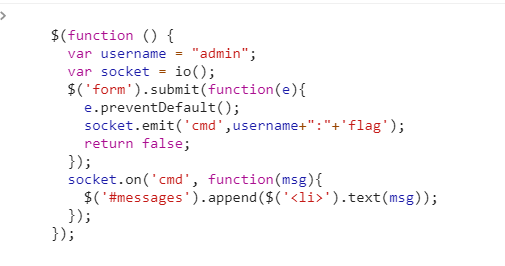 >
$(function () {
  var username = "admin";
  var socket = io();
  $('form').submit(function(e){
    e.preventDefault();
    socket.emit('cmd',username+":"+'flag');
    return false;
  });
  socket.on('cmd', function(msg){
    $('#messages').append($('<li>').text(msg));
  });
});